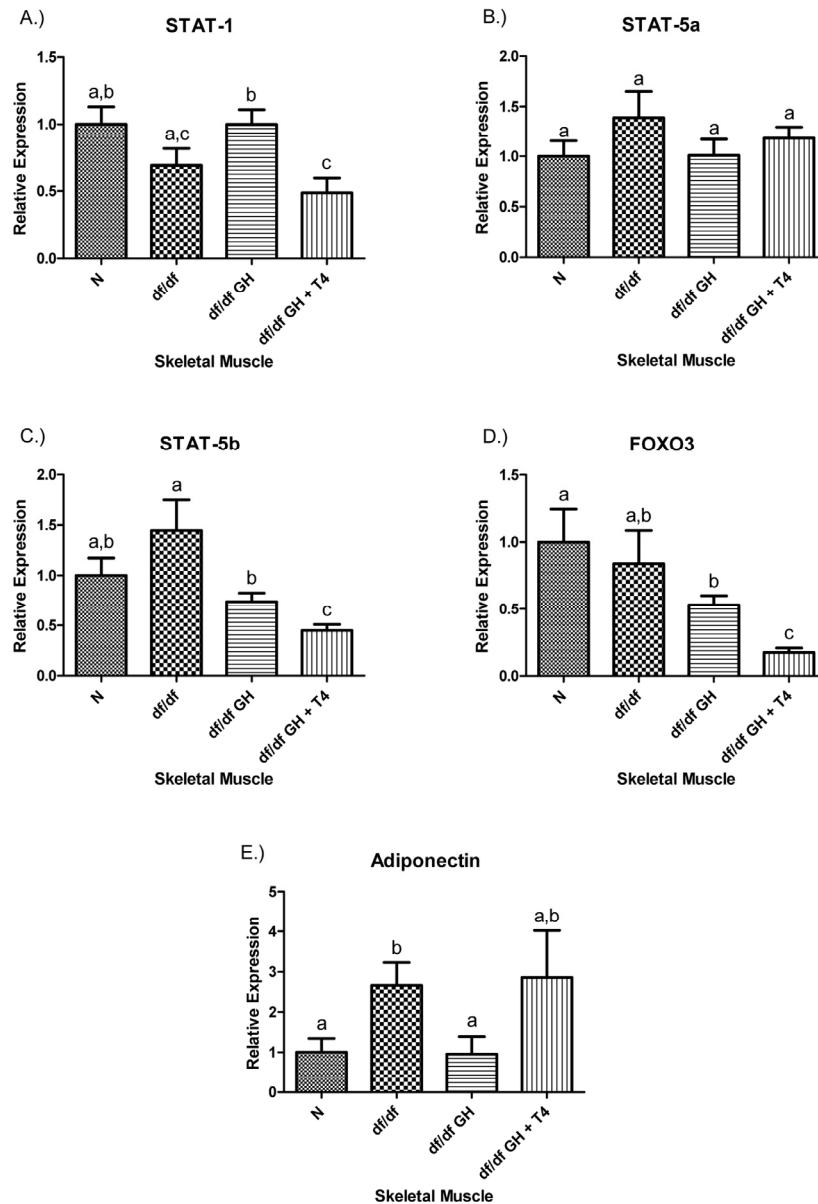 A.)
STAT-1
Relative Expression
1.5
1.0
0.5
0.0
a,b
a,c
b
c
N
df/df
df/df GH
df/df GH + T4
Skeletal Muscle
B.)
STAT-5a
Relative Expression
2.0
1.5
1.0
0.5
0.0
a
a
a
a
N
df/df
df/df GH
df/df GH + T4
Skeletal Muscle
C.)
STAT-5b
Relative Expression
2.0
1.5
1.0
0.5
0.0
a,b
a
b
c
N
df/df
df/df GH
df/df GH + T4
Skeletal Muscle
D.)
FOXO3
Relative Expression
1.5
1.0
0.5
0.0
a
a,b
b
c
N
df/df
df/df GH
df/df GH + T4
Skeletal Muscle
E.)
Adiponectin
Relative Expression
5
4
3
2
1
0
a
b
a
a,b
N
df/df
df/df GH
df/df GH + T4
Skeletal Muscle